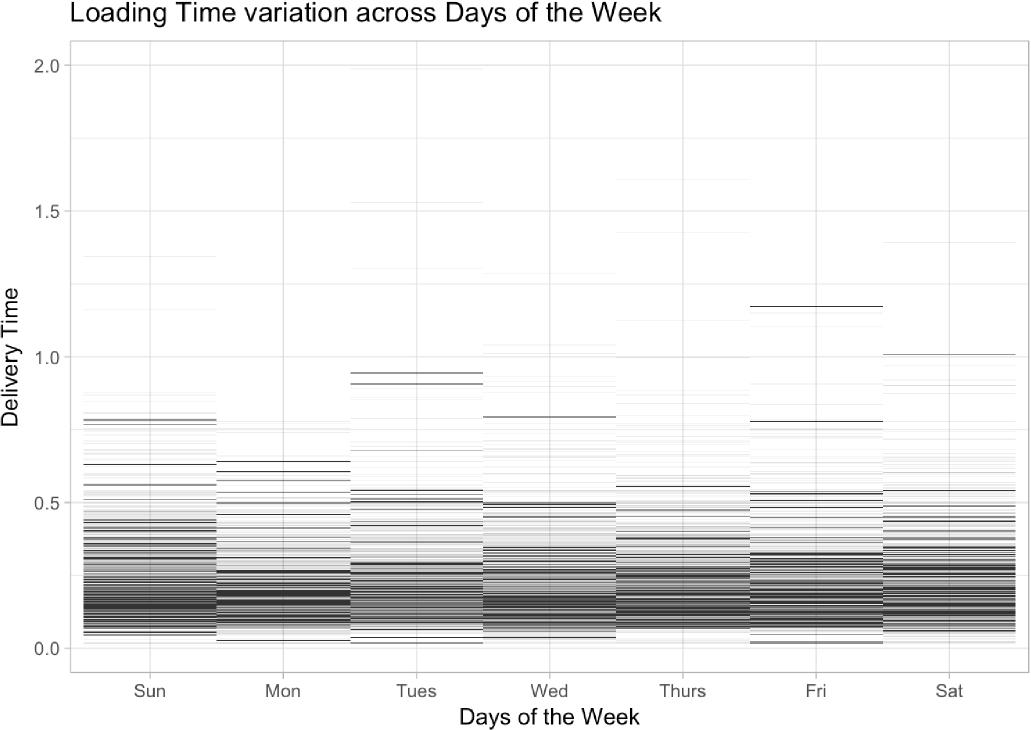 Loading Time variation across Days of the Week
Delivery Time
2.0
1.5
1.0
0.5
0.0
Sun Mon Tues Wed Thurs Fri Sat
Days of the Week